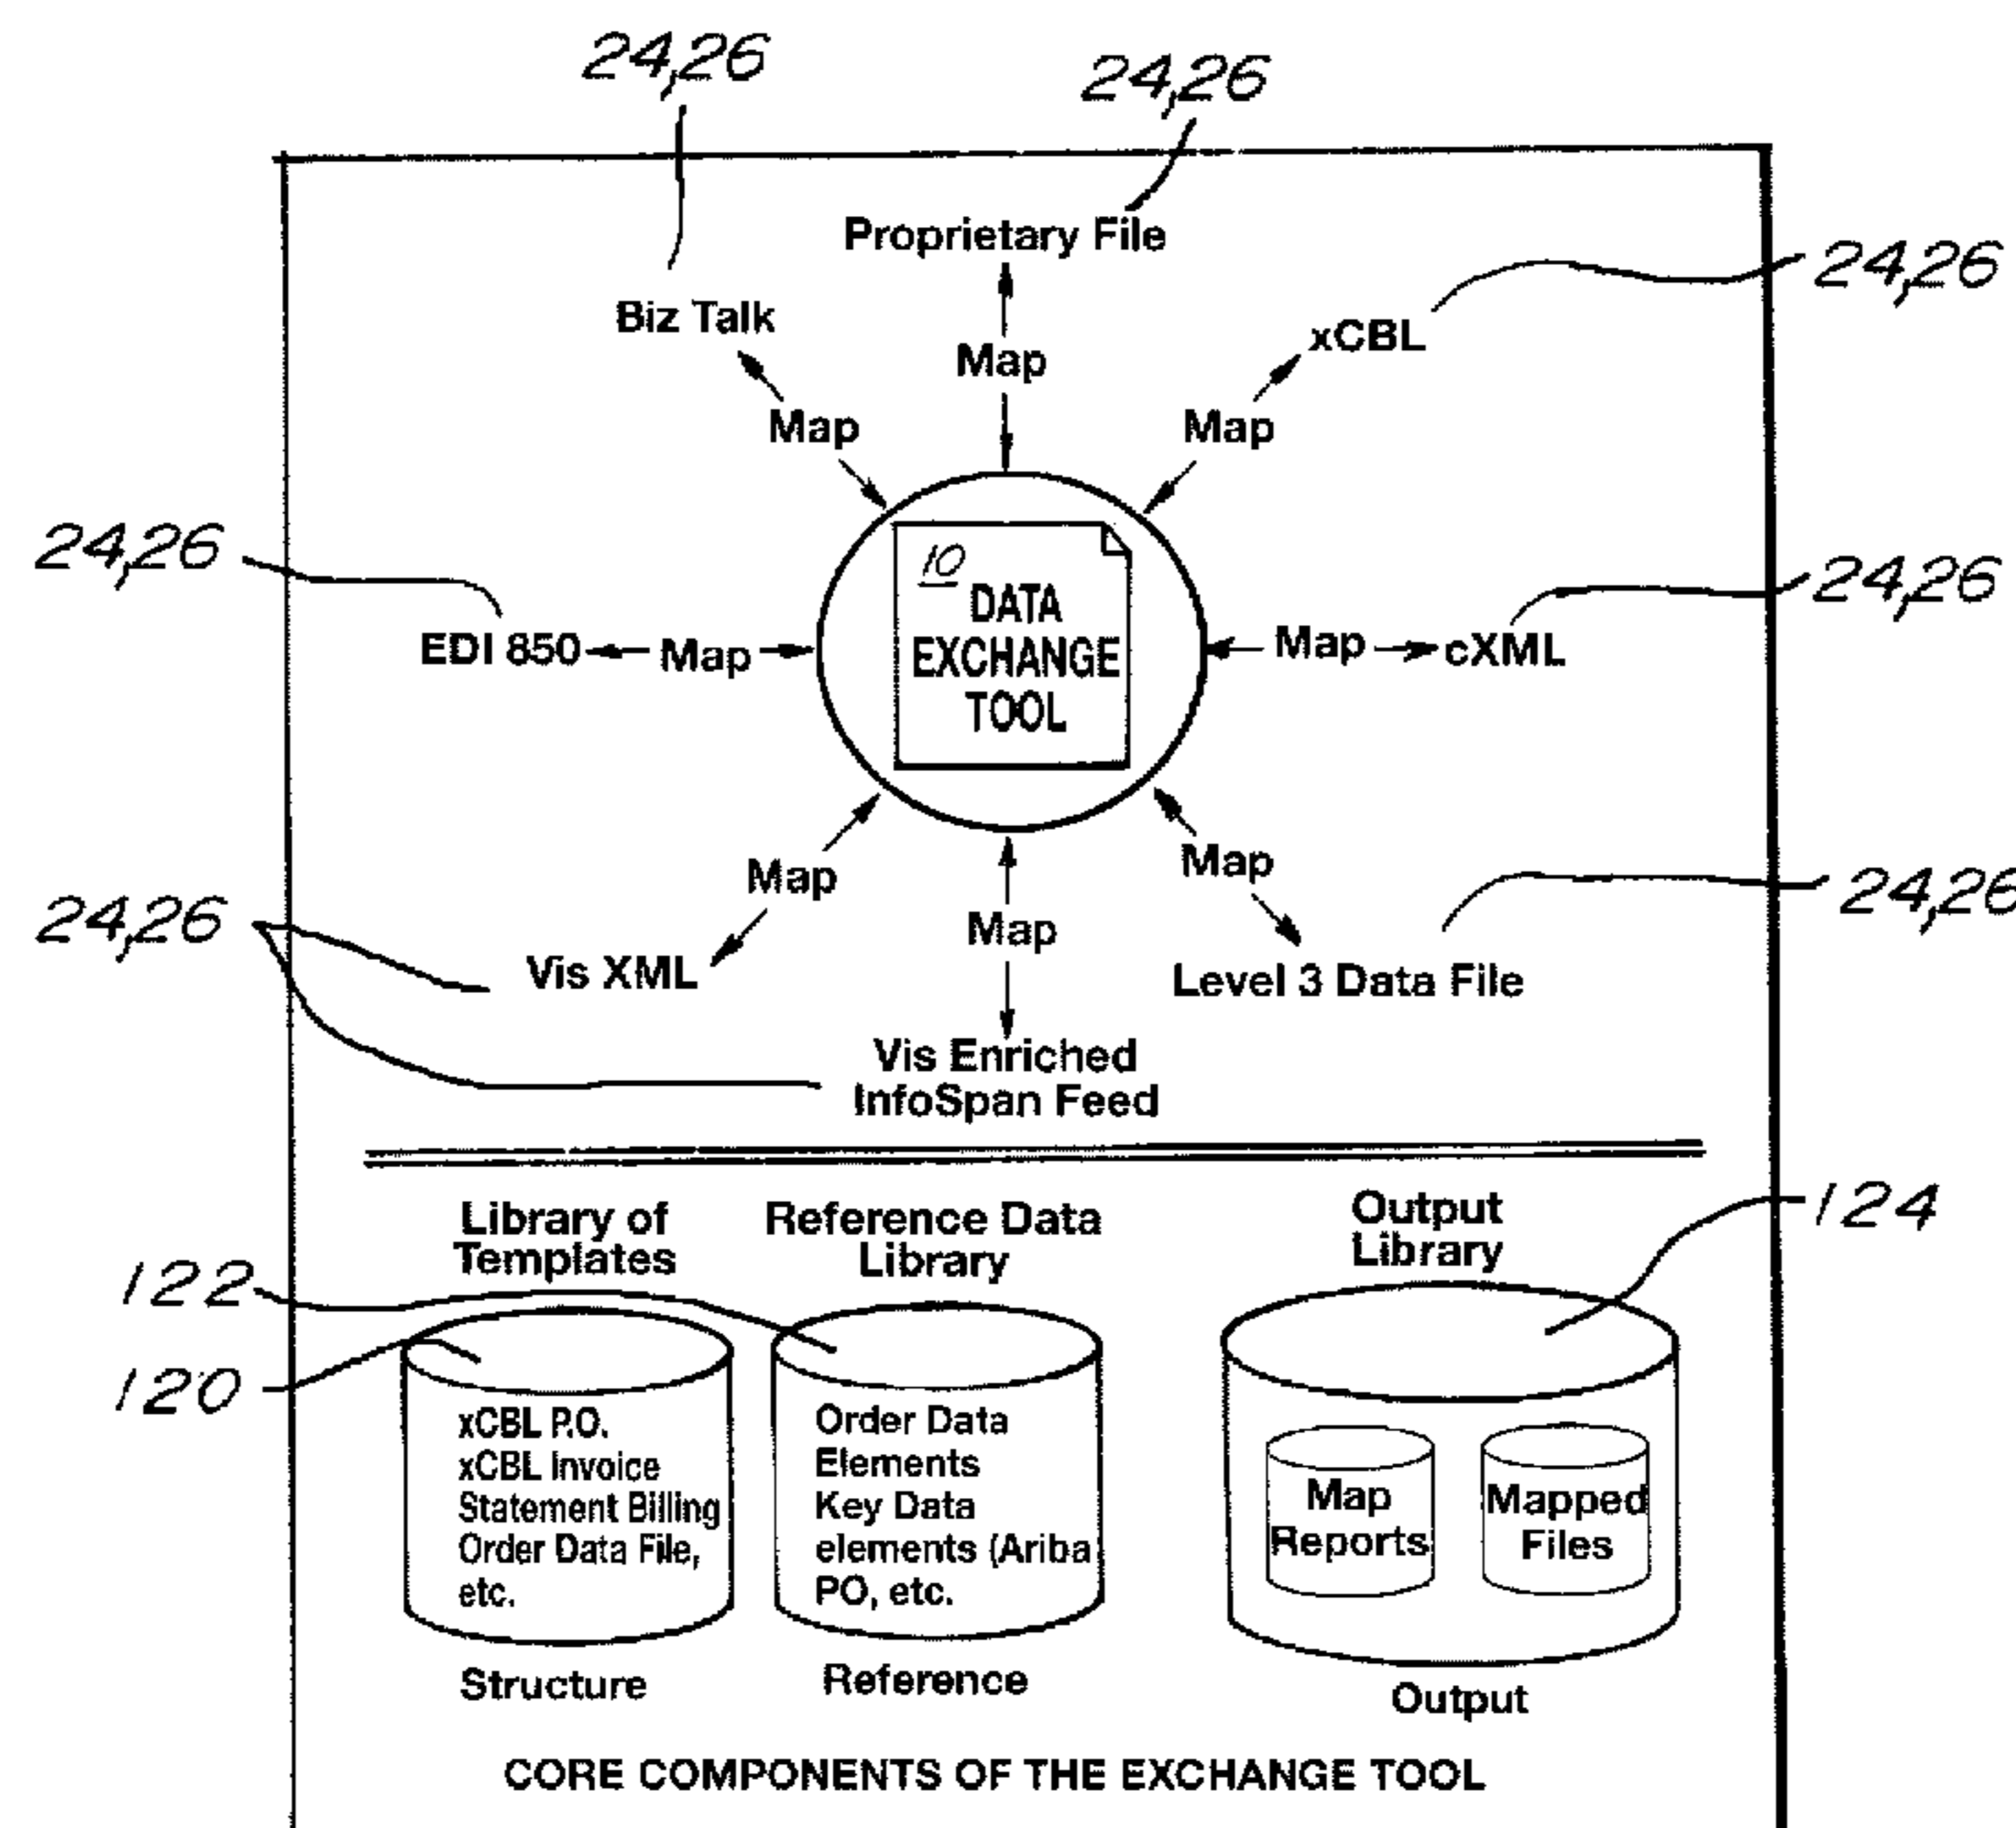 24,26
24,26
Proprietary File
24,26
Biz Talk
xCBL
Map
Map
Map
24,26
10
DATA
EXCHANGE
TOOL
24,26
EDI 850
Map
Map
cXML
Map
Map
24,26
24,26
Map
Vis XML
Level 3 Data File
Vis Enriched
InfoSpan Feed
Library of
Templates
Reference Data
Library
Output
Library
124
122
120
xCBL P.O.
xCBL Invoice
Statement Billing
Order Data File,
etc.
Order Data
Elements
Key Data
elements (Ariba
PO, etc.
Map
Reports
Mapped
Files
Structure
Reference
Output
CORE COMPONENTS OF THE EXCHANGE TOOL